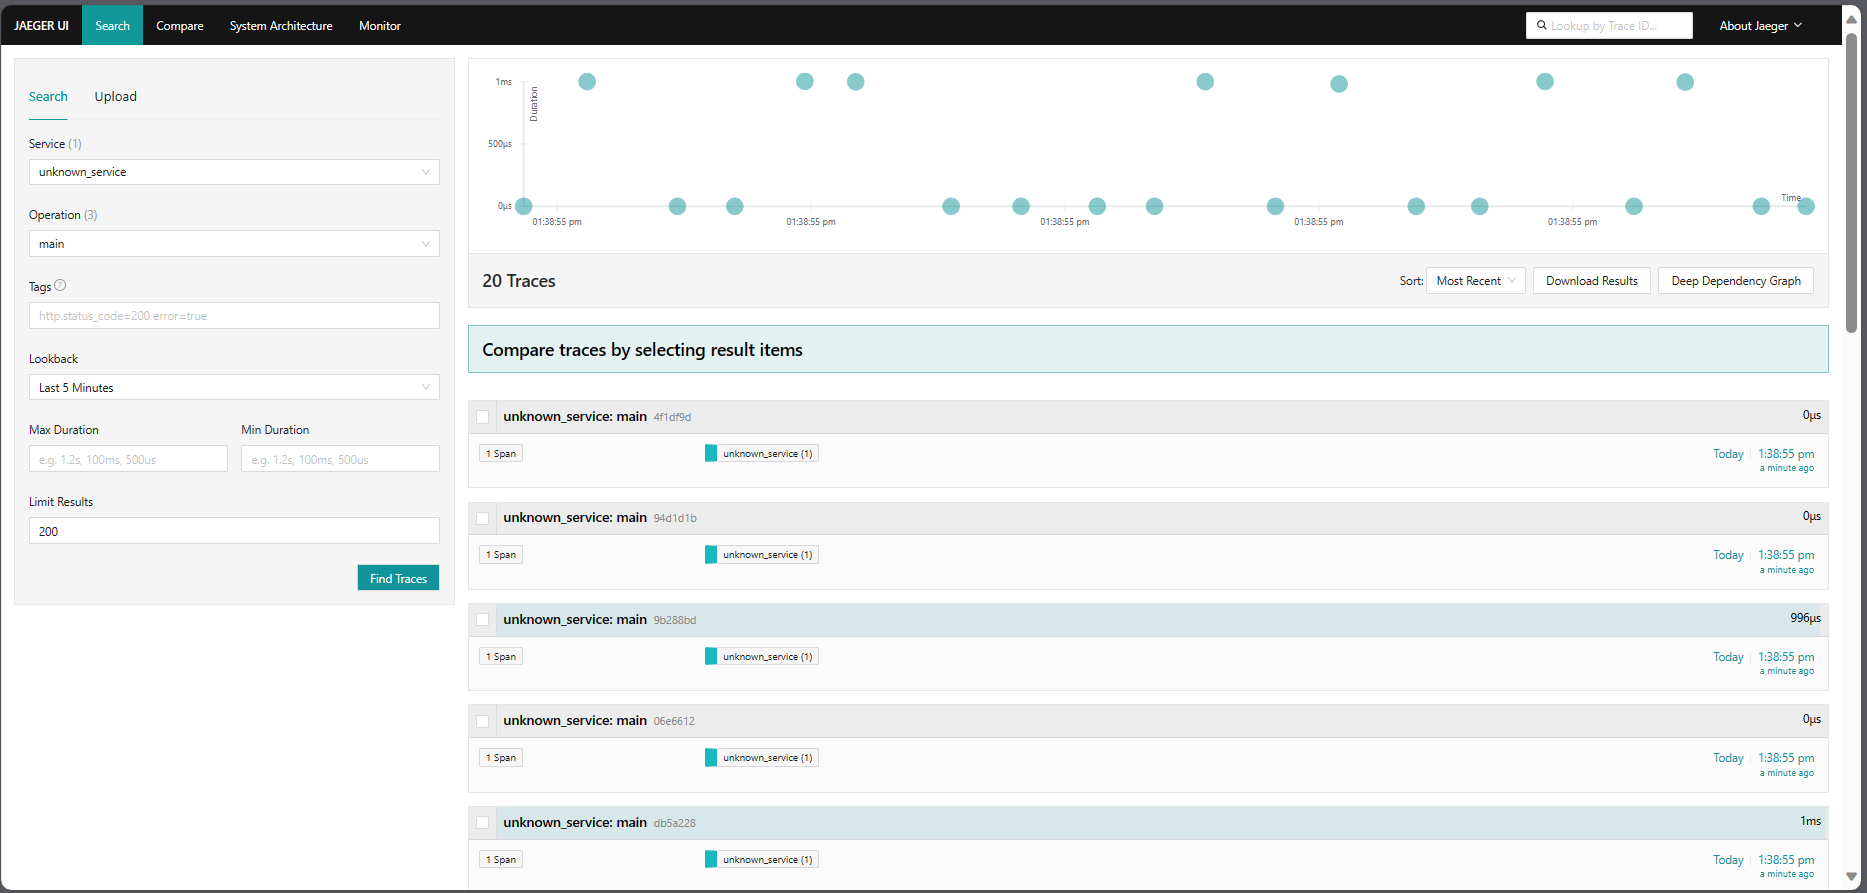 JAEGER UI Search Compare System Architecture Monitor Lookup by Trace ID... About Jaeger
Search Upload
Service (1)
unknown_service
Operation (3)
main
Tags
http.status_code=200 error=true
Lookback
Last 5 Minutes
Max Duration Min Duration
e.g. 1.2s, 100ms, 500us e.g. 1.2s, 100ms, 500us
Limit Results
200
Find Traces
1ms
Duration
500μs
0μs
Time
01:38:55 pm 01:38:55 pm 01:38:55 pm 01:38:55 pm 01:38:55 pm
20 Traces Sort: Most Recent Download Results Deep Dependency Graph
Compare traces by selecting result items
unknown_service: main 4f1df9d 0μs
1 Span unknown_service (1) Today 1:38:55 pm
a minute ago
unknown_service: main 94d1d1b 0μs
1 Span unknown_service (1) Today 1:38:55 pm
a minute ago
unknown_service: main 9b288bd 996μs
1 Span unknown_service (1) Today 1:38:55 pm
a minute ago
unknown_service: main 06e6612 0μs
1 Span unknown_service (1) Today 1:38:55 pm
a minute ago
unknown_service: main db5a228 1ms
1 Span unknown_service (1) Today 1:38:55 pm
a minute ago